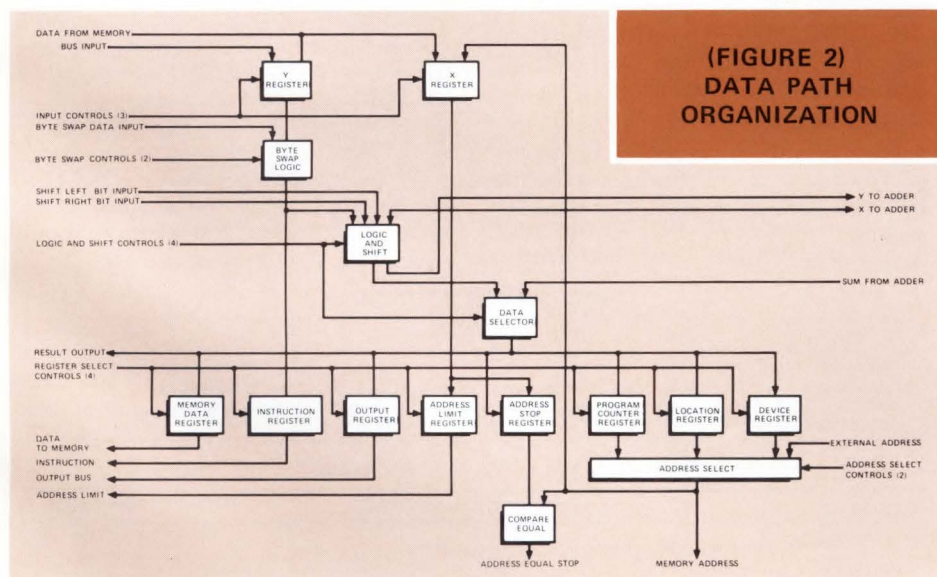 (FIGURE 2)
DATA PATH
ORGANIZATION
DATA FROM MEMORY
BUS INPUT
Y
REGISTER
X
REGISTER
INPUT CONTROLS (3)
BYTE SWAP DATA INPUT
BYTE SWAP CONTROLS (2)
BYTE
SWAP
LOGIC
SHIFT LEFT BIT INPUT
SHIFT RIGHT BIT INPUT
Y TO ADDER
X TO ADDER
LOGIC AND SHIFT CONTROLS (4)
LOGIC
AND
SHIFT
SUM FROM ADDER
DATA
SELECTOR
RESULT OUTPUT
REGISTER SELECT
CONTROLS (4)
MEMORY
DATA
REGISTER
INSTRUCTION
REGISTER
OUTPUT
REGISTER
ADDRESS
LIMIT
REGISTER
ADDRESS
STOP
REGISTER
PROGRAM
COUNTER
REGISTER
LOCATION
REGISTER
DEVICE
REGISTER
DATA
TO MEMORY
INSTRUCTION
OUTPUT BUS
ADDRESS LIMIT
EXTERNAL ADDRESS
ADDRESS SELECT
ADDRESS SELECT
CONTROLS (2)
COMPARE
EQUAL
ADDRESS EQUAL STOP
MEMORY ADDRESS